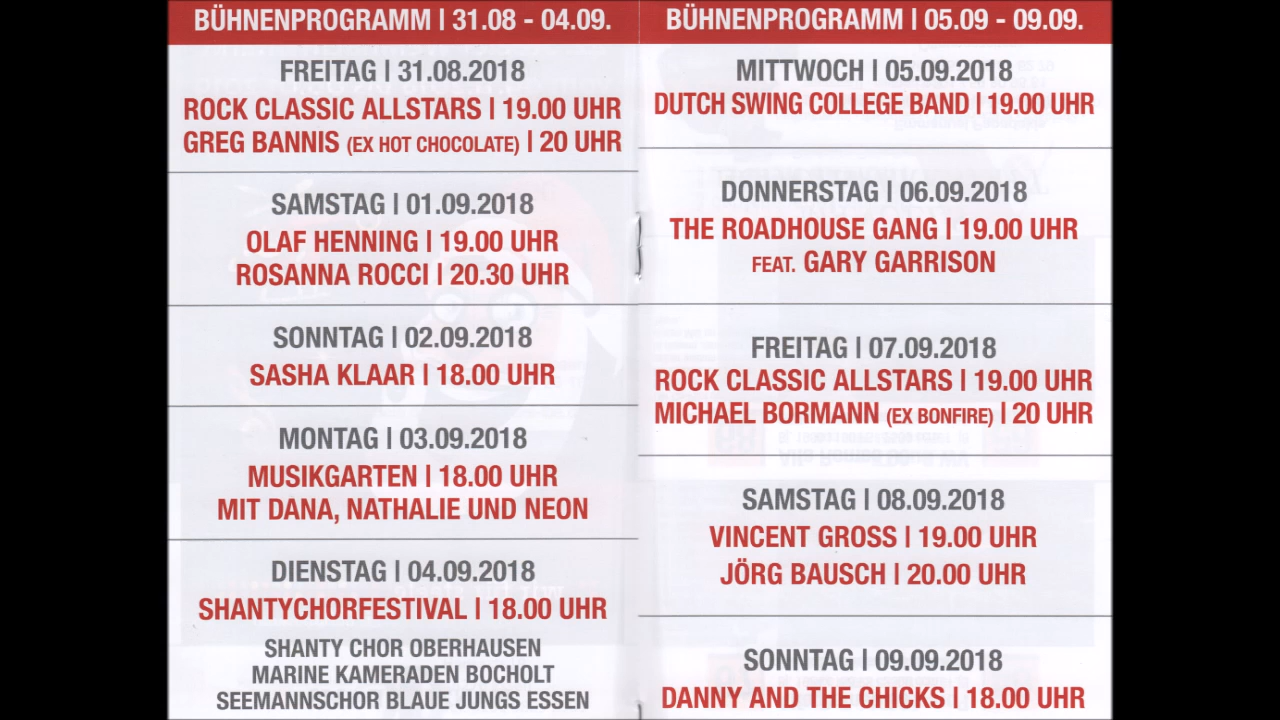 BÜHNENPROGRAMM | 31.08 - 04.09.
FREITAG | 31.08.2018
ROCK CLASSIC ALLSTARS | 19.00 UHR
GREG BANNIS (EX HOT CHOCOLATE) | 20 UHR
SAMSTAG | 01.09.2018
OLAF HENNING | 19.00 UHR
ROSANNA ROCCI | 20.30 UHR
SONNTAG | 02.09.2018
SASHA KLAAR | 18.00 UHR
MONTAG | 03.09.2018
MUSIKGARTEN | 18.00 UHR
MIT DANA, NATHALIE UND NEON
DIENSTAG | 04.09.2018
SHANTYCHORFESTIVAL | 18.00 UHR
SHANTY CHOR OBERHAUSEN
MARINE KAMERADEN BOCHOLT
SEEMANNSCHOR BLAUE JUNGS ESSEN
BÜHNENPROGRAMM | 05.09 - 09.09.
MITTWOCH | 05.09.2018
DUTCH SWING COLLEGE BAND | 19.00 UHR
DONNERSTAG | 06.09.2018
THE ROADHOUSE GANG | 19.00 UHR
FEAT. GARY GARRISON
FREITAG | 07.09.2018
ROCK CLASSIC ALLSTARS | 19.00 UHR
MICHAEL BORMANN (EX BONFIRE) | 20 UHR
SAMSTAG | 08.09.2018
VINCENT GROSS | 19.00 UHR
JÖRG BAUSCH | 20.00 UHR
SONNTAG | 09.09.2018
DANNY AND THE CHICKS | 18.00 UHR